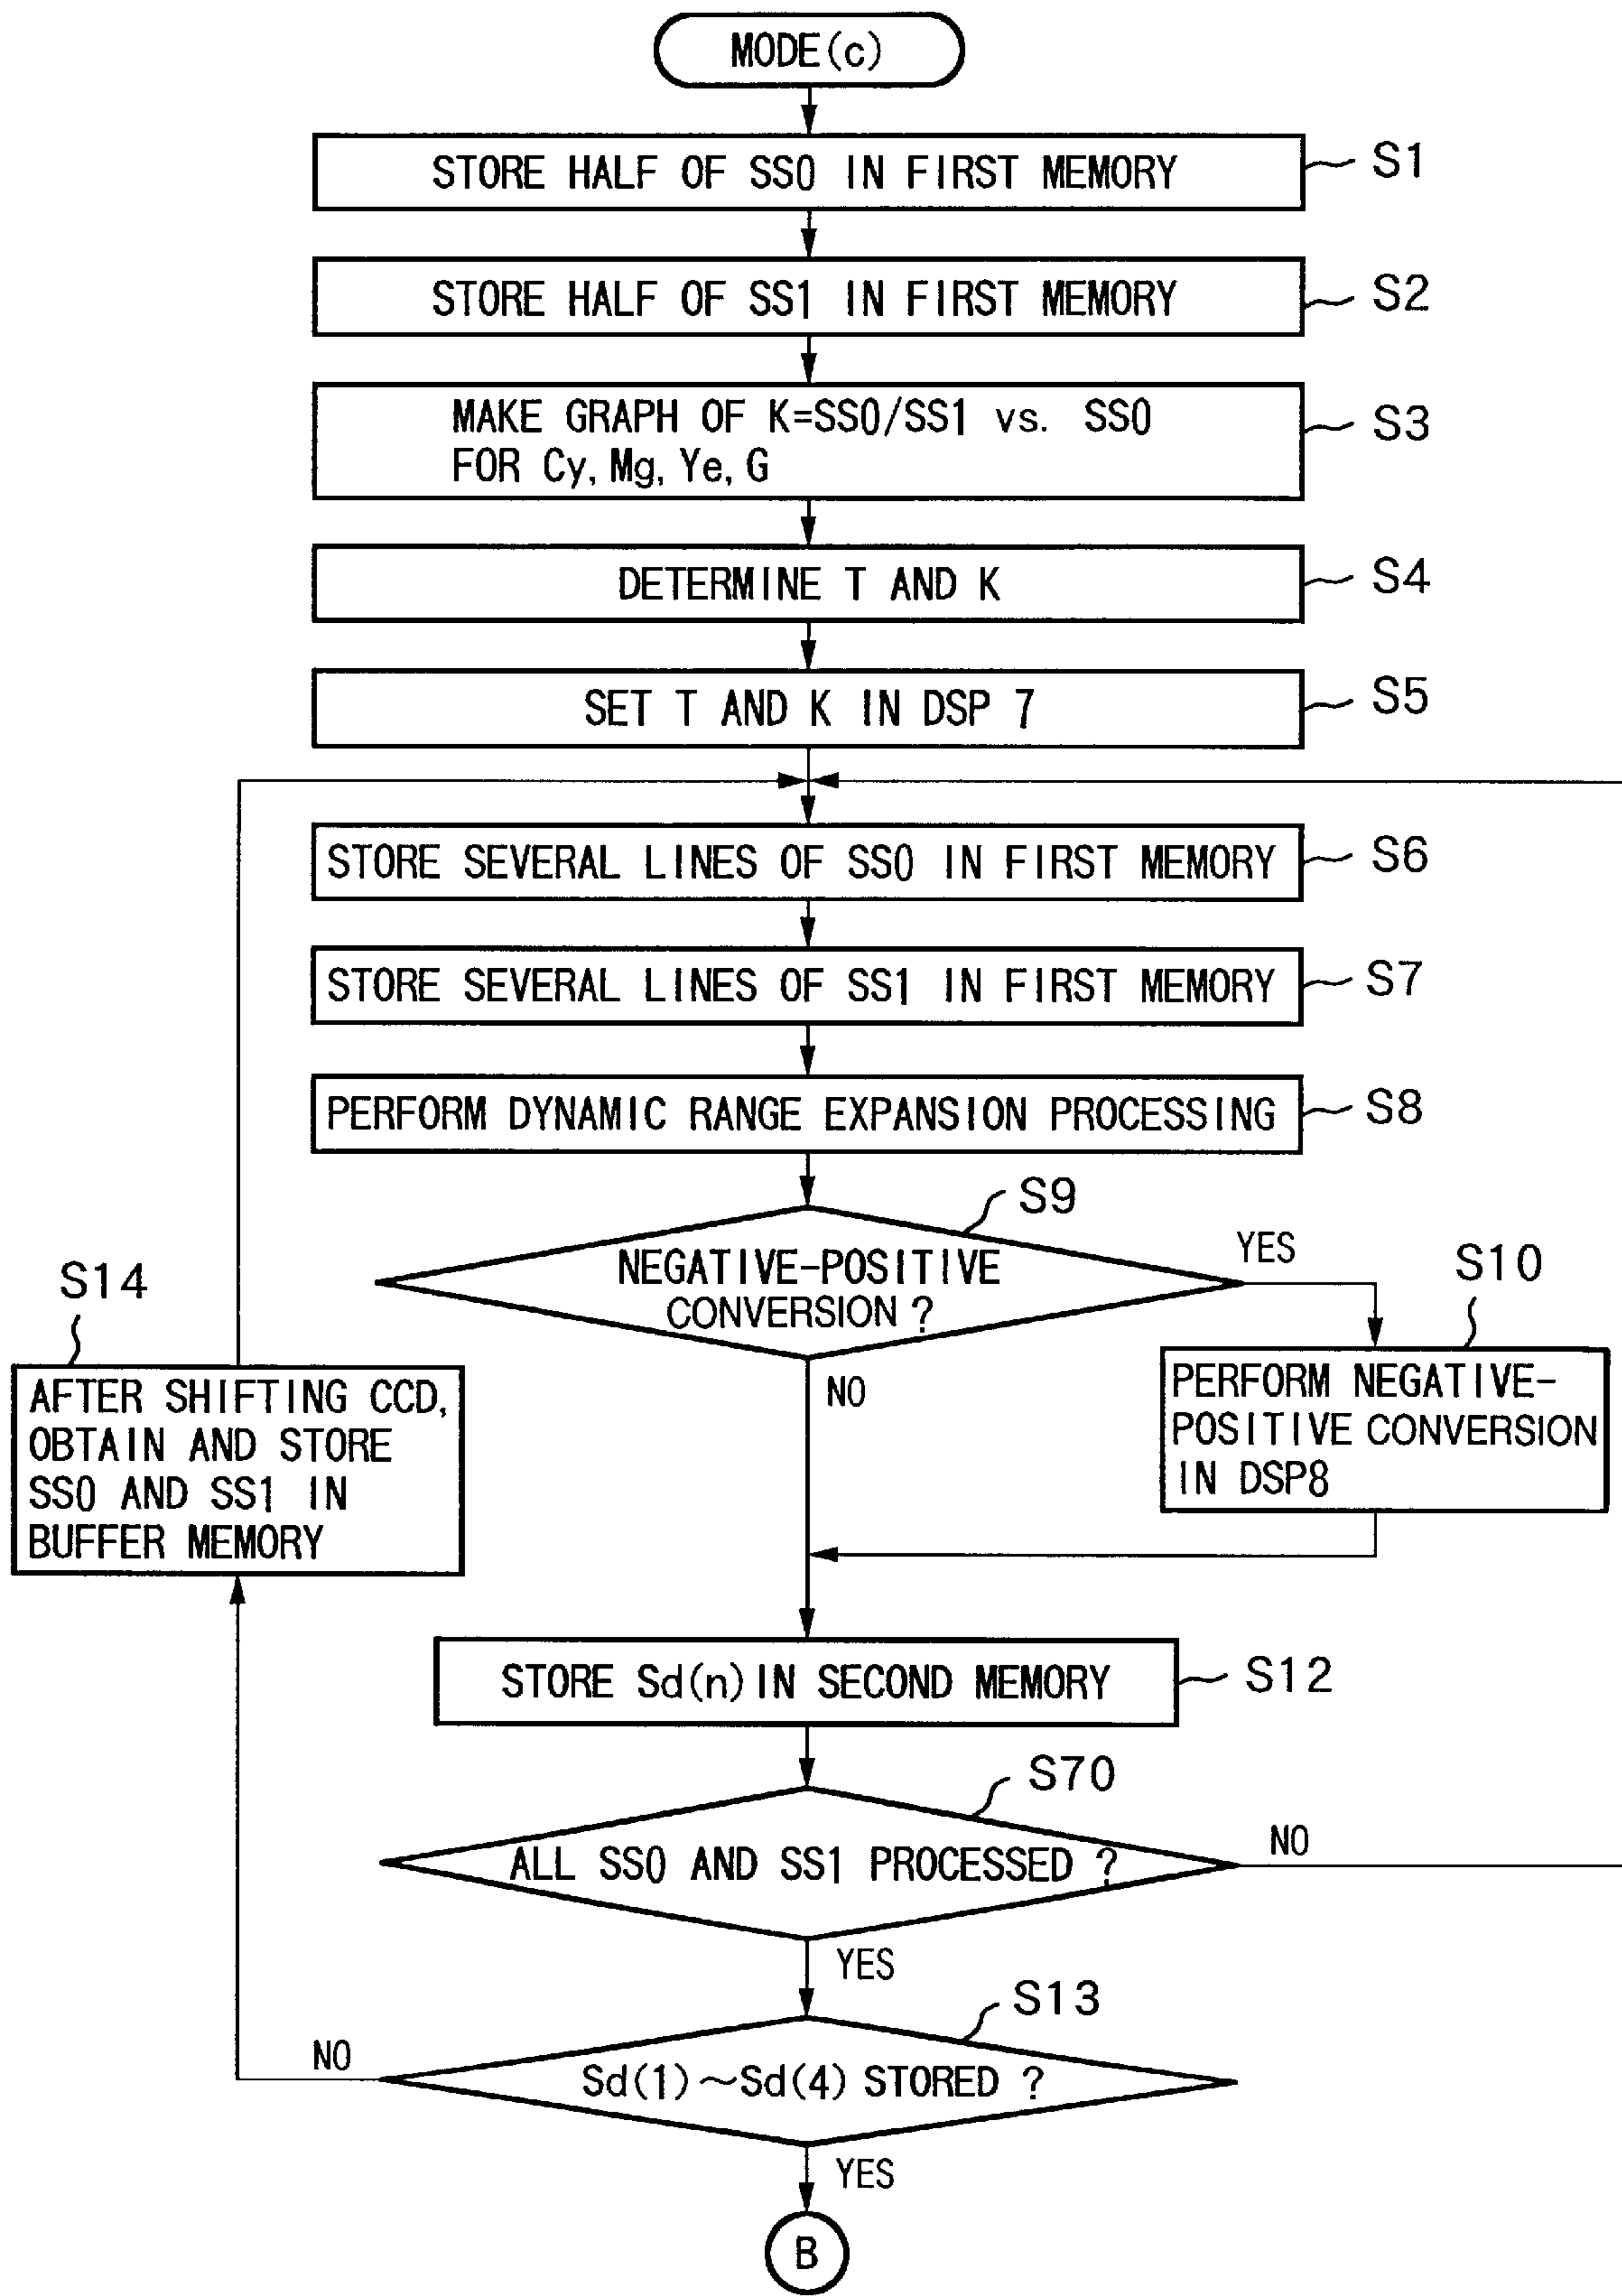 MODE(c)
STORE HALF OF SS0 IN FIRST MEMORY
S1
STORE HALF OF SS1 IN FIRST MEMORY
S2
MAKE GRAPH OF K=SS0/SS1 vs. SS0
FOR Cy, Mg, Ye, G
S3
DETERMINE T AND K
S4
SET T AND K IN DSP 7
S5
STORE SEVERAL LINES OF SS0 IN FIRST MEMORY
S6
STORE SEVERAL LINES OF SS1 IN FIRST MEMORY
S7
PERFORM DYNAMIC RANGE EXPANSION PROCESSING
S8
S9
NEGATIVE-POSITIVE
CONVERSION ?
YES
NO
S10
PERFORM NEGATIVE-
POSITIVE CONVERSION
IN DSP8
S14
AFTER SHIFTING CCD,
OBTAIN AND STORE
SS0 AND SS1 IN
BUFFER MEMORY
STORE Sd(n) IN SECOND MEMORY
S12
S70
ALL SS0 AND SS1 PROCESSED ?
NO
YES
S13
Sd(1)~Sd(4) STORED ?
NO
YES
B